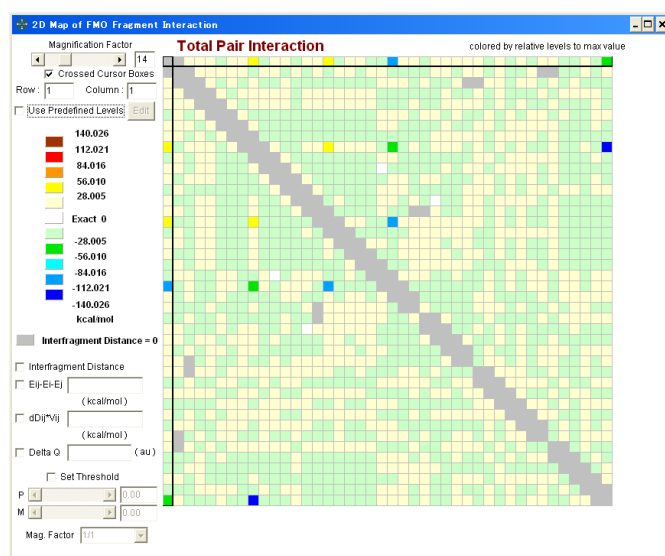 2D Map of FMO Fragment Interaction
Magnification Factor
14
Total Pair Interaction
colored by relative levels to max value
Crossed Cursor Boxes
Row : 1 Column : 1
Use Predefined Levels Edit
140.026
112.021
84.016
56.010
28.005
Exact 0
-28.005
-56.010
-84.016
-112.021
-140.026
kcal/mol
Interfragment Distance = 0
Interfragment Distance
Eij-Ei-Ej
( kcal/mol )
dDij*Vij
( kcal/mol )
Delta Q ( au )
Set Threshold
P 0.00
M 0.00
Mag. Factor 1/1